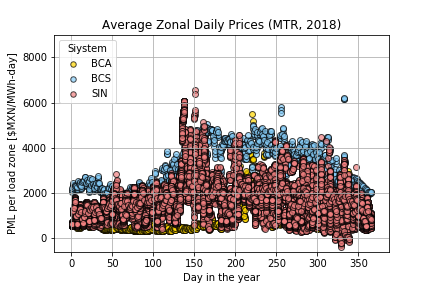 Average Zonal Daily Prices (MTR, 2018)
PML per load zone [$MXN/MWh-day]
8000
6000
4000
2000
0
Siystem
BCA
BCS
SIN
0 50 100 150 200 250 300 350
Day in the year